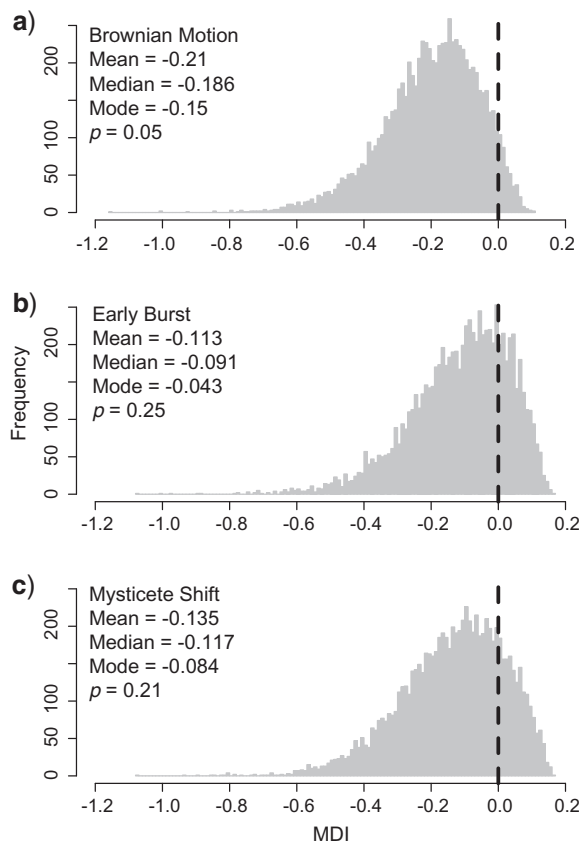 a)
Brownian Motion
Mean = -0.21
Median = -0.186
Mode = -0.15
p = 0.05
200
100
50
0
-1.2 -1.0 -0.8 -0.6 -0.4 -0.2 0.0 0.2
b)
Early Burst
Mean = -0.113
Median = -0.091
Mode = -0.043
p = 0.25
Frequency
200
100
50
0
-1.2 -1.0 -0.8 -0.6 -0.4 -0.2 0.0 0.2
c)
Mysticete Shift
Mean = -0.135
Median = -0.117
Mode = -0.084
p = 0.21
200
100
50
0
-1.2 -1.0 -0.8 -0.6 -0.4 -0.2 0.0 0.2
MDI